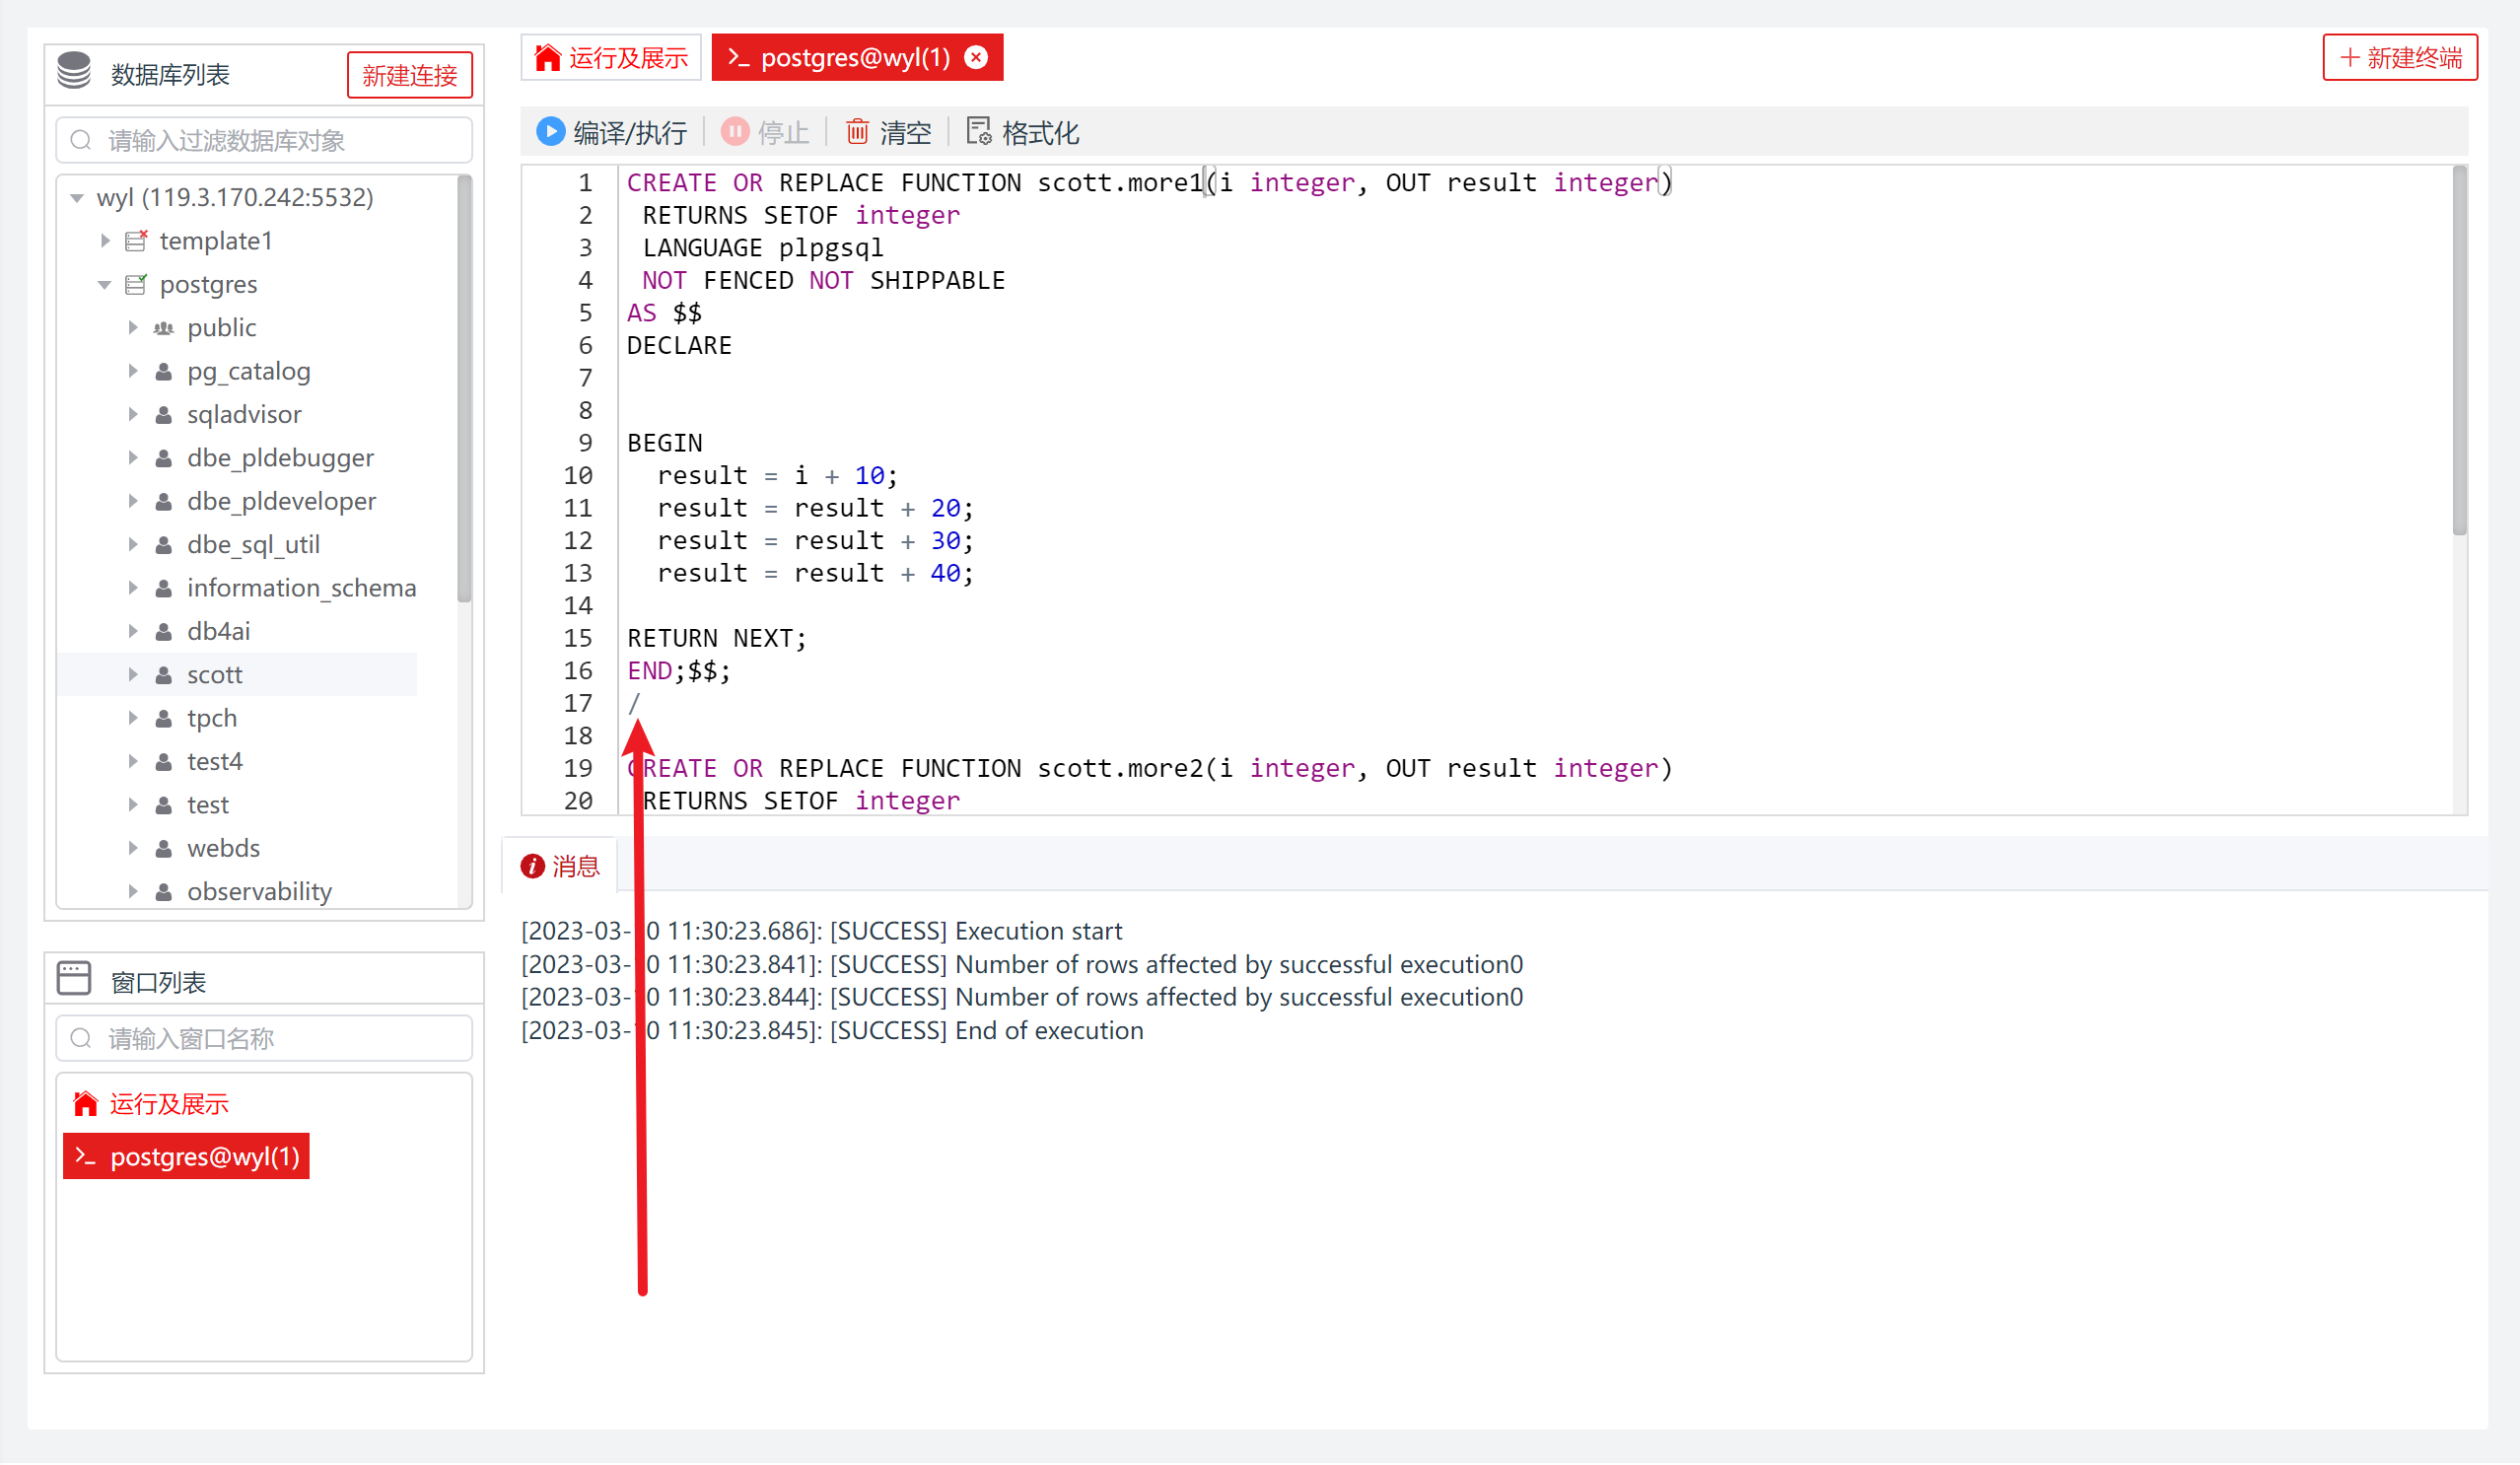 数据库列表
新建连接
请输入过滤数据库对象
wyl (119.3.170.242:5532)
template1
postgres
public
pg_catalog
sqladvisor
dbe_pldebugger
dbe_pldeveloper
dbe_sql_util
information_schema
db4ai
scott
tpch
test4
test
webds
observability
窗口列表
请输入窗口名称
运行及展示
>_ postgres@wyl(1)
运行及展示
>_ postgres@wyl(1)
+ 新建终端
编译/执行
停止
清空
格式化
1 CREATE OR REPLACE FUNCTION scott.more1(i integer, OUT result integer)
2 RETURNS SETOF integer
3 LANGUAGE plpgsql
4 NOT FENCED NOT SHIPPABLE
5 AS $$
6 DECLARE
7
8
9 BEGIN
10 result = i + 10;
11 result = result + 20;
12 result = result + 30;
13 result = result + 40;
14
15 RETURN NEXT;
16 END;$$;
17 /
18
19 CREATE OR REPLACE FUNCTION scott.more2(i integer, OUT result integer)
20 RETURNS SETOF integer
消息
[2023-03-10 11:30:23.686]: [SUCCESS] Execution start
[2023-03-10 11:30:23.841]: [SUCCESS] Number of rows affected by successful execution0
[2023-03-10 11:30:23.844]: [SUCCESS] Number of rows affected by successful execution0
[2023-03-10 11:30:23.845]: [SUCCESS] End of execution